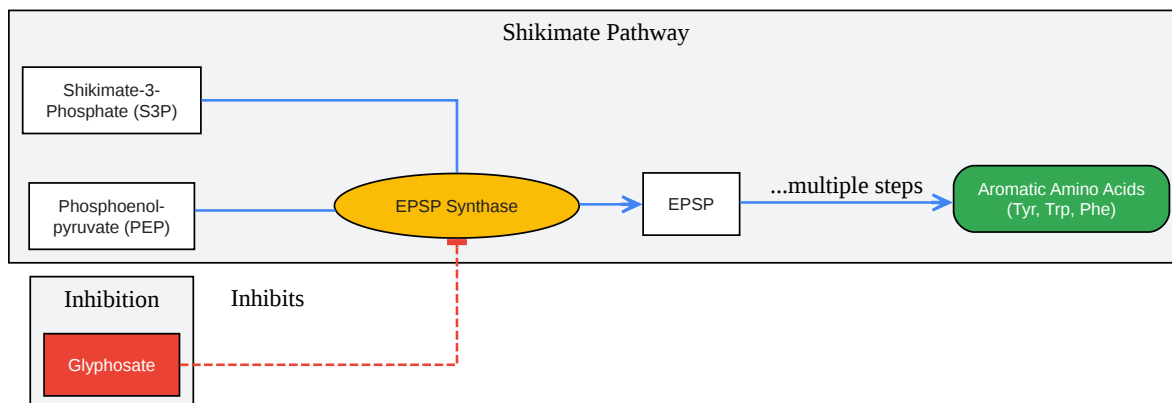 Shikimate Pathway
Shikimate-3-
Phosphate (S3P)
Phosphoenol-
pyruvate (PEP)
EPSP Synthase
EPSP
...multiple steps
Aromatic Amino Acids
(Tyr, Trp, Phe)
Inhibition
Inhibits
Glyphosate